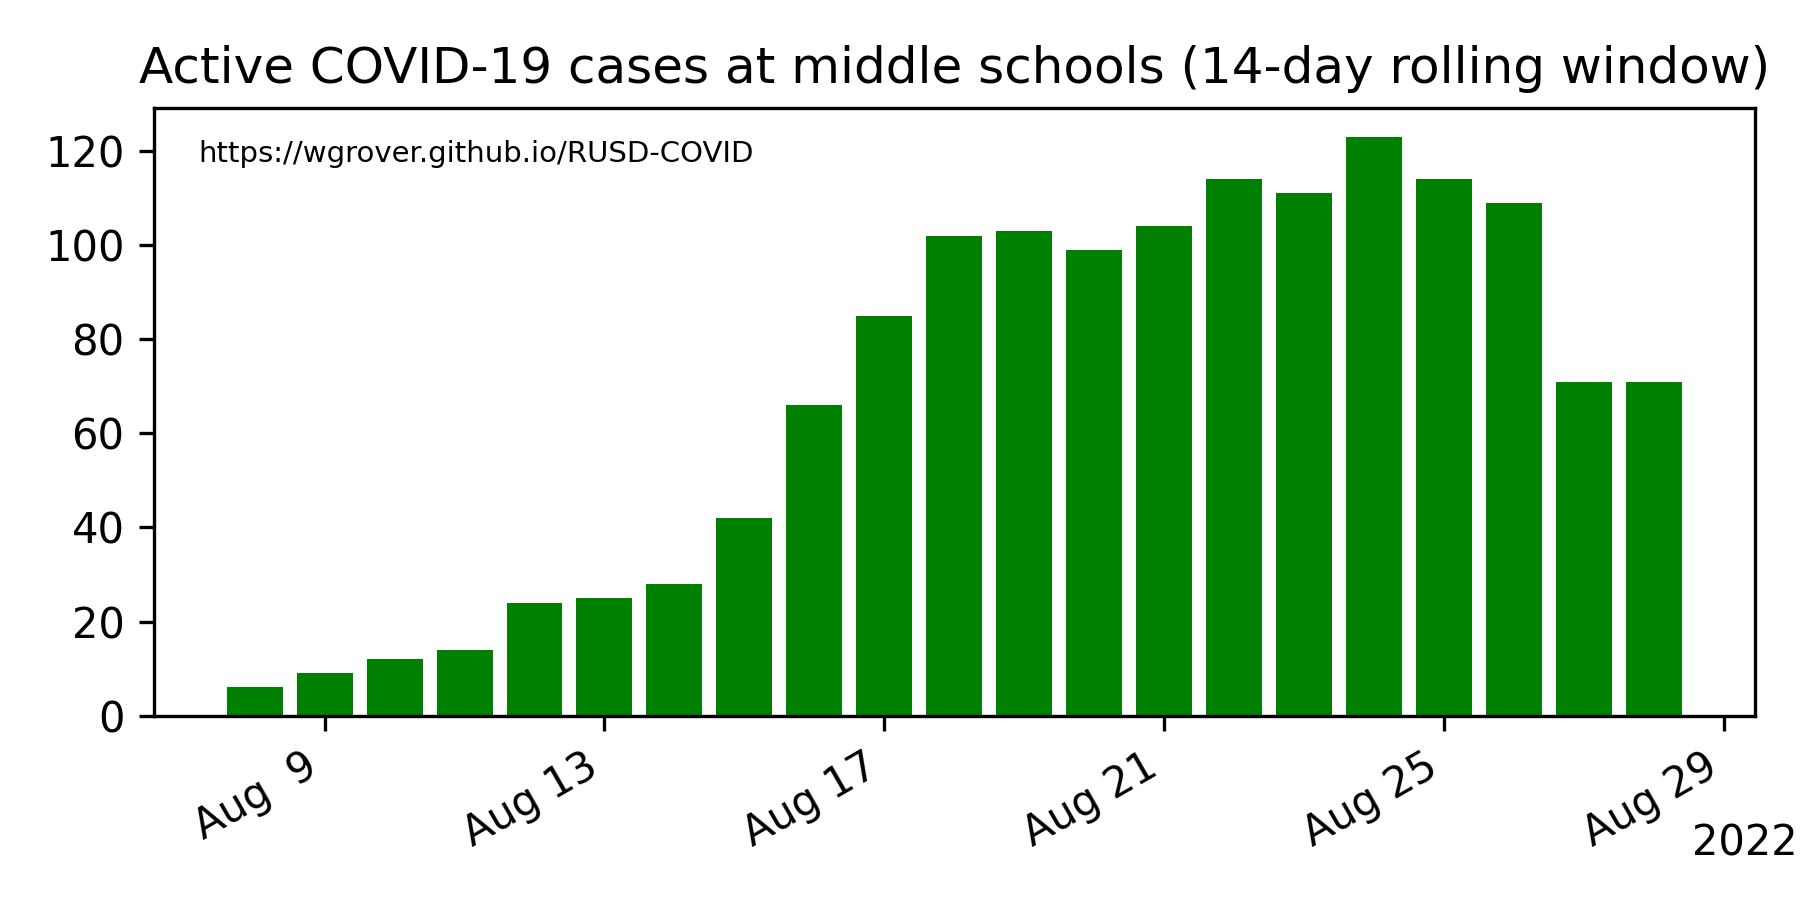 Active COVID-19 cases at middle schools (14-day rolling window)
https://wgrover.github.io/RUSD-COVID
120
100
80
60
40
20
0
Aug 9
Aug 13
Aug 17
Aug 21
Aug 25
Aug 29
2022